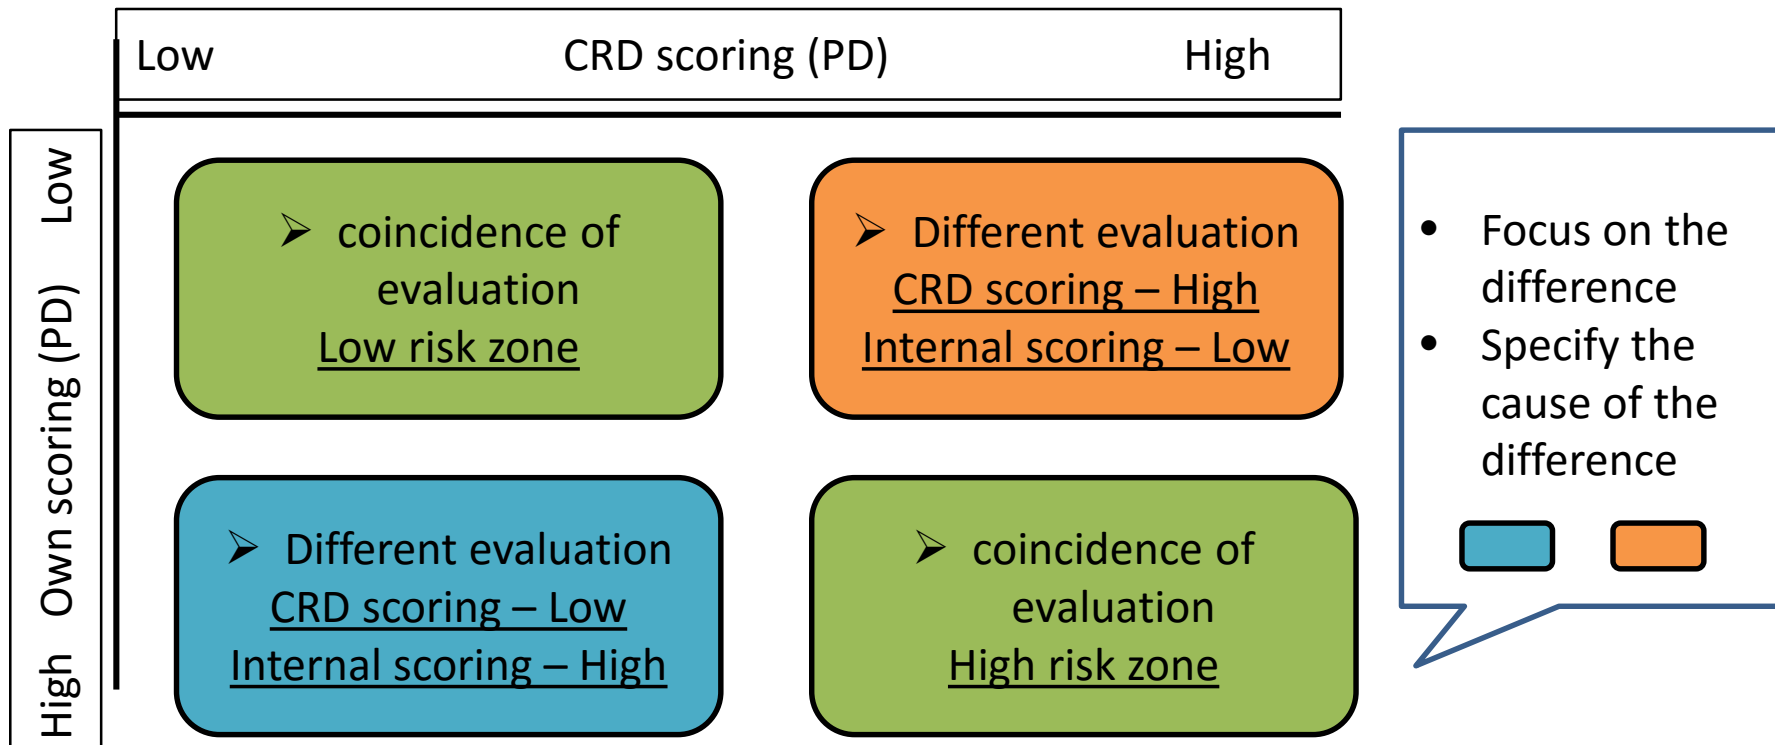 Low CRD scoring (PD) High
High Own scoring (PD) Low
➢ coincidence of
evaluation
Low risk zone
➢ Different evaluation
CRD scoring – High
Internal scoring – Low
➢ Different evaluation
CRD scoring – Low
Internal scoring – High
➢ coincidence of
evaluation
High risk zone
• Focus on the
difference
• Specify the
cause of the
difference